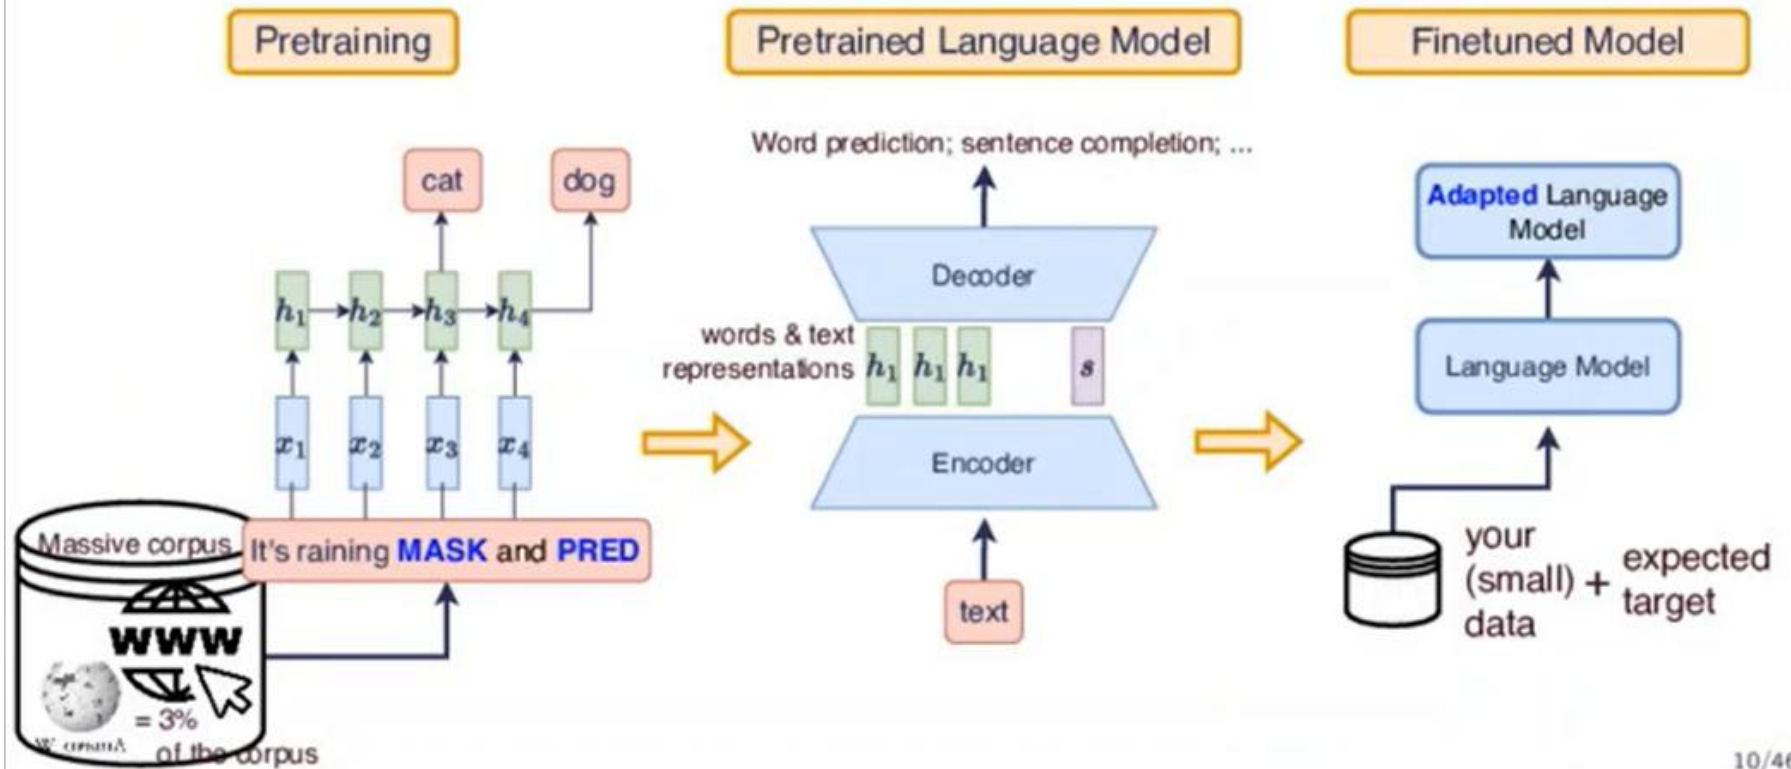 Pretraining
Pretrained Language Model
Finetuned Model
cat
dog
h1
h2
h3
h4
x1
x2
x3
x4
Massive corpus
It's raining MASK and PRED
WWW
= 3%
of the corpus
Word prediction; sentence completion; ...
Decoder
words & text
representations
h1
h1
h1
s
Encoder
text
Adapted Language
Model
Language Model
your
(small)
data
+
expected
target
10/46